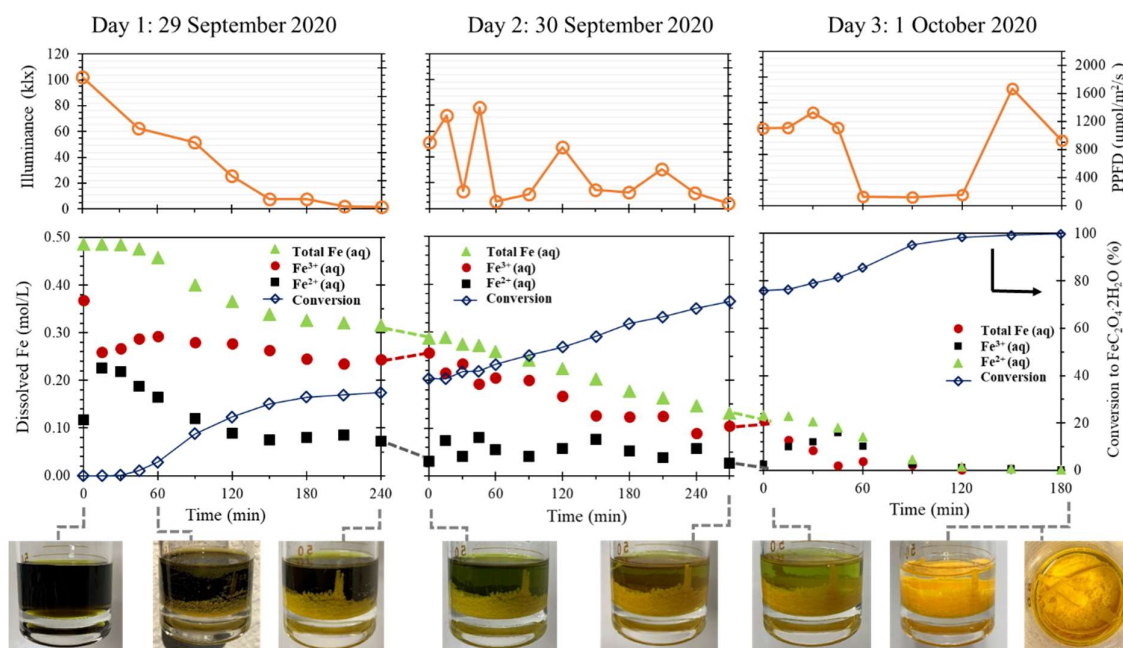 Day 1: 29 September 2020
Day 2: 30 September 2020
Day 3: 1 October 2020
Illuminance (klx)
120
100
80
60
40
20
0
PPFD (umol/m²/s)
2000
1600
1200
800
400
0
Dissolved Fe (mol/L)
0.50
0.40
0.30
0.20
0.10
0.00
Total Fe (aq)
Fe³⁺ (aq)
Fe²⁺ (aq)
Conversion
Total Fe (aq)
Fe³⁺ (aq)
Fe²⁺ (aq)
Conversion
Total Fe (aq)
Fe³⁺ (aq)
Fe²⁺ (aq)
Conversion
Conversion to FeC₂O₄·2H₂O (%)
100
80
60
40
20
0
0 60 120 180 240
Time (min)
0 60 120 180 240
Time (min)
0 60 120 180
Time (min)